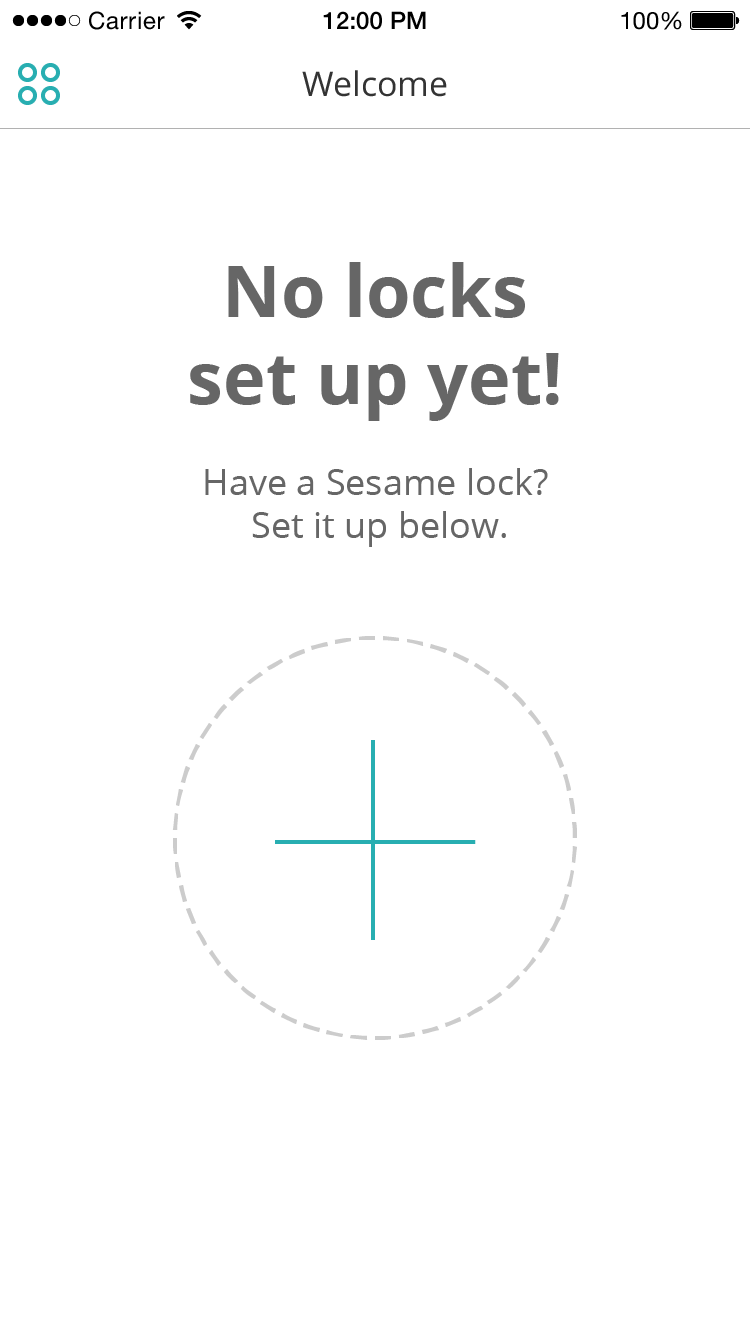 Carrier 12:00 PM 100%
Welcome
No locks
set up yet!
Have a Sesame lock?
Set it up below.